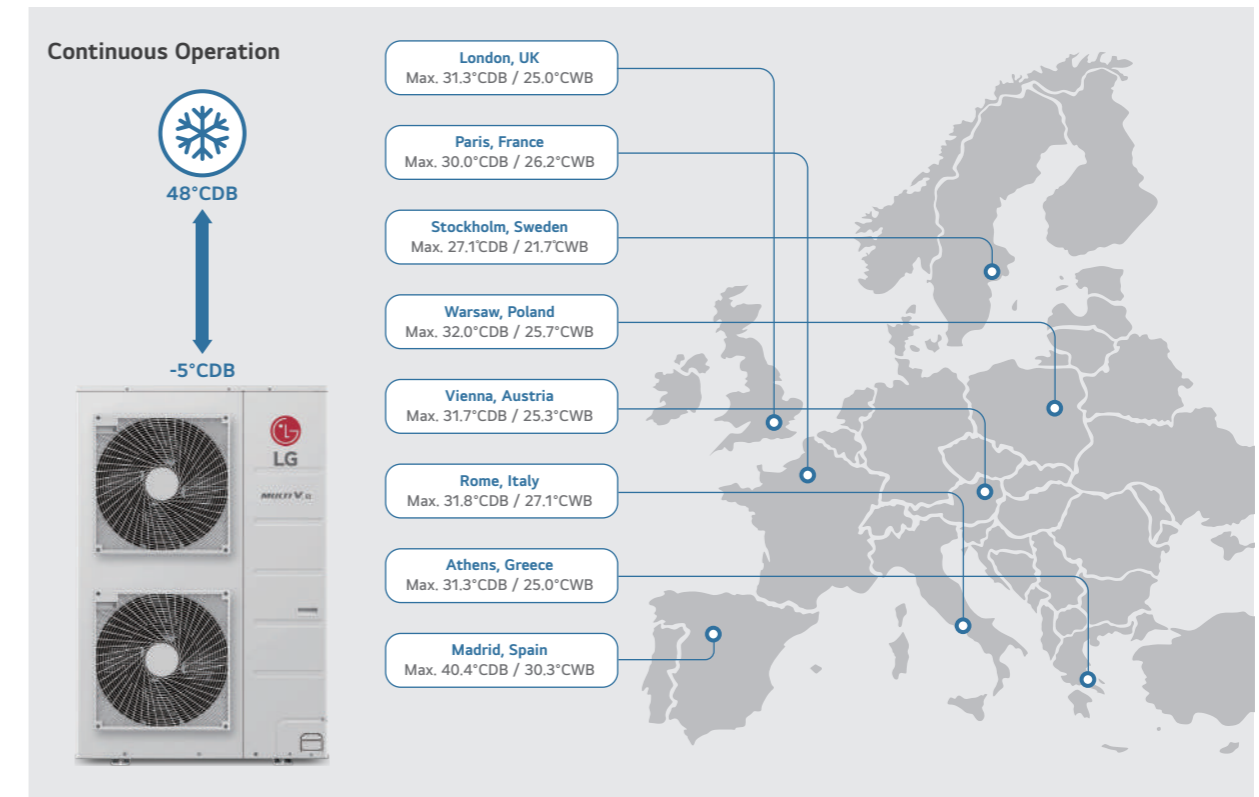 Continuous Operation
48°CDB
-5°CDB
LG
MULTI V
London, UK
Max. 31.3°CDB / 25.0°CWB
Paris, France
Max. 30.0°CDB / 26.2°CWB
Stockholm, Sweden
Max. 27.1℃DB / 21.7℃WB
Warsaw, Poland
Max. 32.0°CDB / 25.7°CWB
Vienna, Austria
Max. 31.7°CDB / 25.3°CWB
Rome, Italy
Max. 31.8°CDB / 27.1°CWB
Athens, Greece
Max. 31.3°CDB / 25.0°CWB
Madrid, Spain
Max. 40.4°CDB / 30.3°CWB